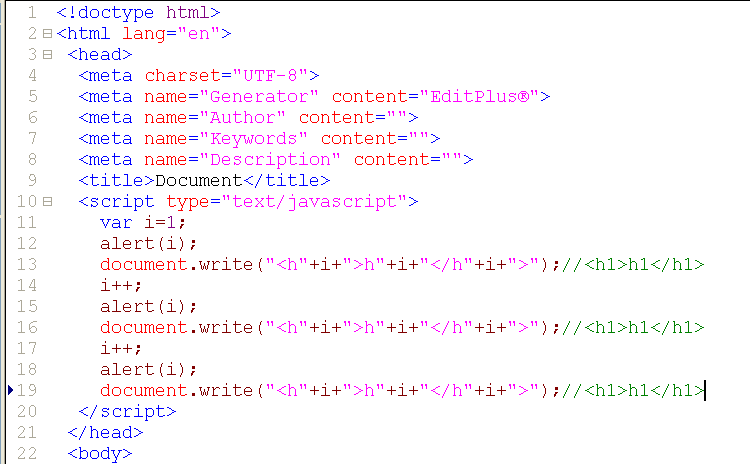 1 <!doctype html>
2 <html lang="en">
3 <head>
4 <meta charset="UTF-8">
5 <meta name="Generator" content="EditPlus®">
6 <meta name="Author" content="">
7 <meta name="Keywords" content="">
8 <meta name="Description" content="">
9 <title>Document</title>
10 <script type="text/javascript">
11 var i=1;
12 alert(i);
13 document.write("<h"+i+">h"+i+"</h"+i+">");//<h1>h1</h1>
14 i++;
15 alert(i);
16 document.write("<h"+i+">h"+i+"</h"+i+">");//<h1>h1</h1>
17 i++;
18 alert(i);
19 document.write("<h"+i+">h"+i+"</h"+i+">");//<h1>h1</h1>
20 </script>
21 </head>
22 <body>